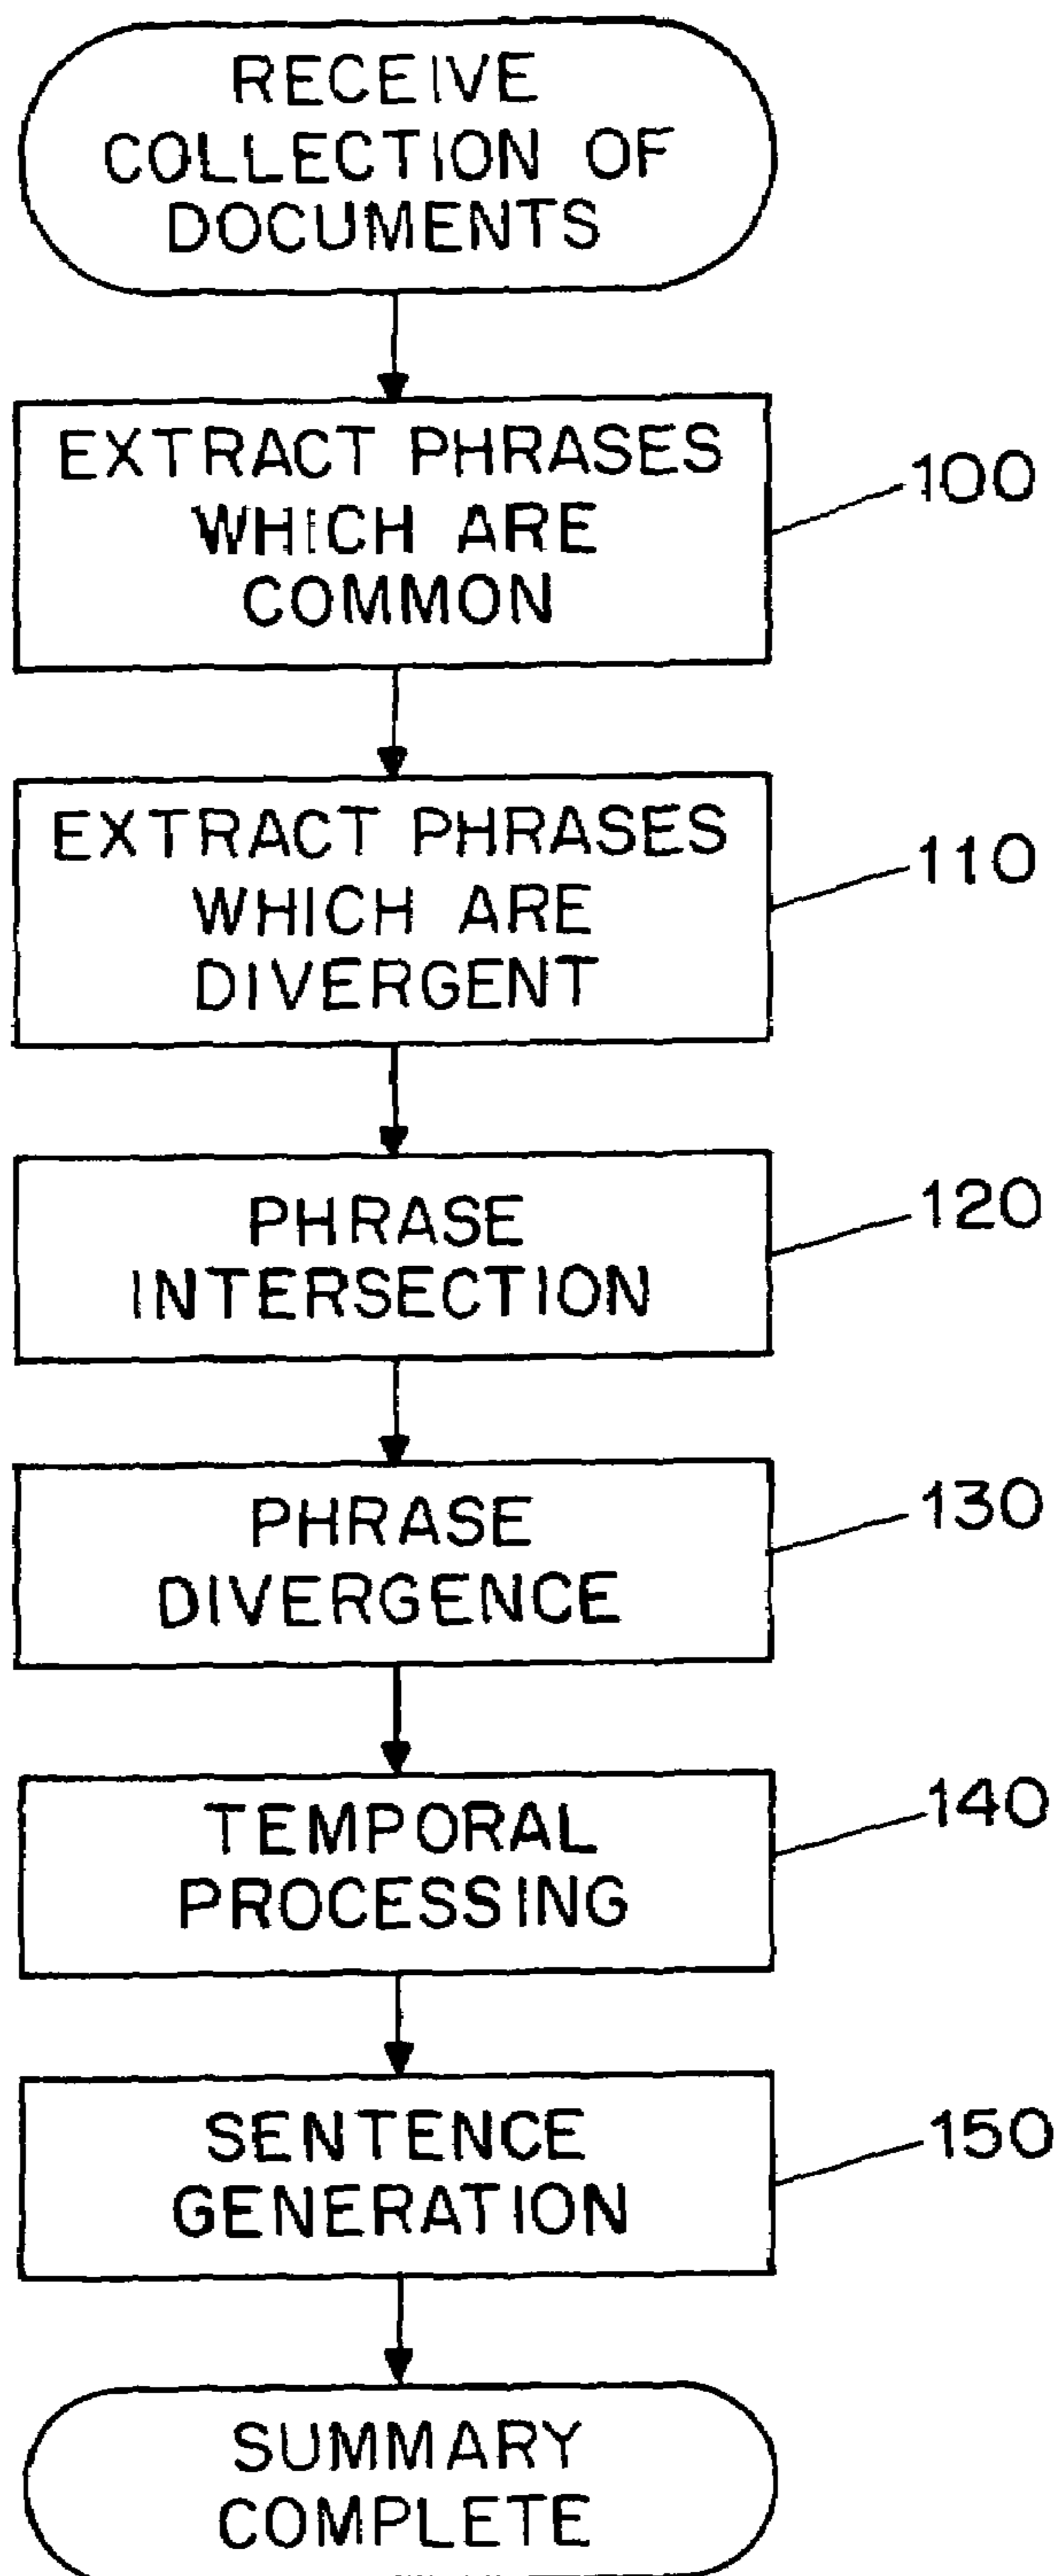 RECEIVE
COLLECTION OF
DOCUMENTS
EXTRACT PHRASES
WHICH ARE
COMMON
100
EXTRACT PHRASES
WHICH ARE
DIVERGENT
110
PHRASE
INTERSECTION
120
PHRASE
DIVERGENCE
130
TEMPORAL
PROCESSING
140
SENTENCE
GENERATION
150
SUMMARY
COMPLETE